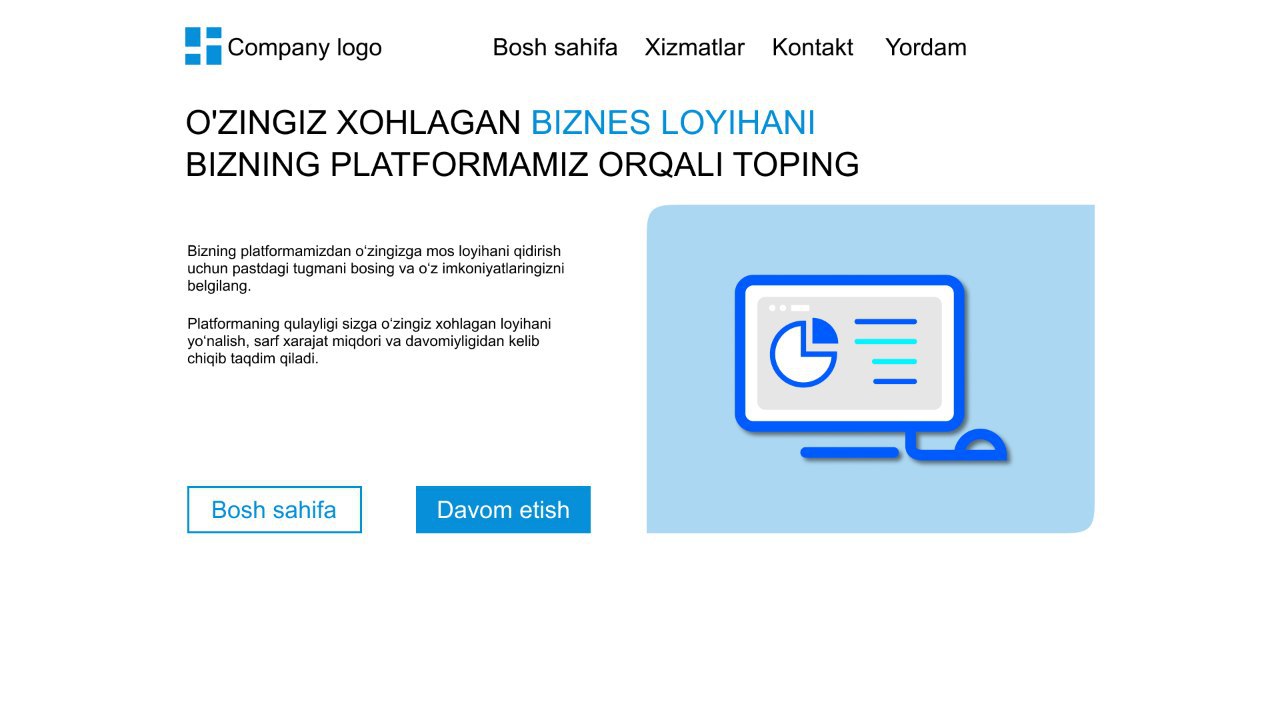 Company logo
Bosh sahifa Xizmatlar Kontakt Yordam
O'ZINGIZ XOHLAGAN BIZNES LOYIHANI
BIZNING PLATFORMAMIZ ORQALI TOPING
Bizning platformamizdan o‘zingizga mos loyihani qidirish
uchun pastdagi tugmani bosing va o‘z imkoniyatlaringizni
belgilang.
Platformaning qulayligi sizga o‘zingiz xohlagan loyihani
yo‘nalish, sarf xarajat miqdori va davomiyligidan kelib
chiqib taqdim qiladi.
Bosh sahifa
Davom etish